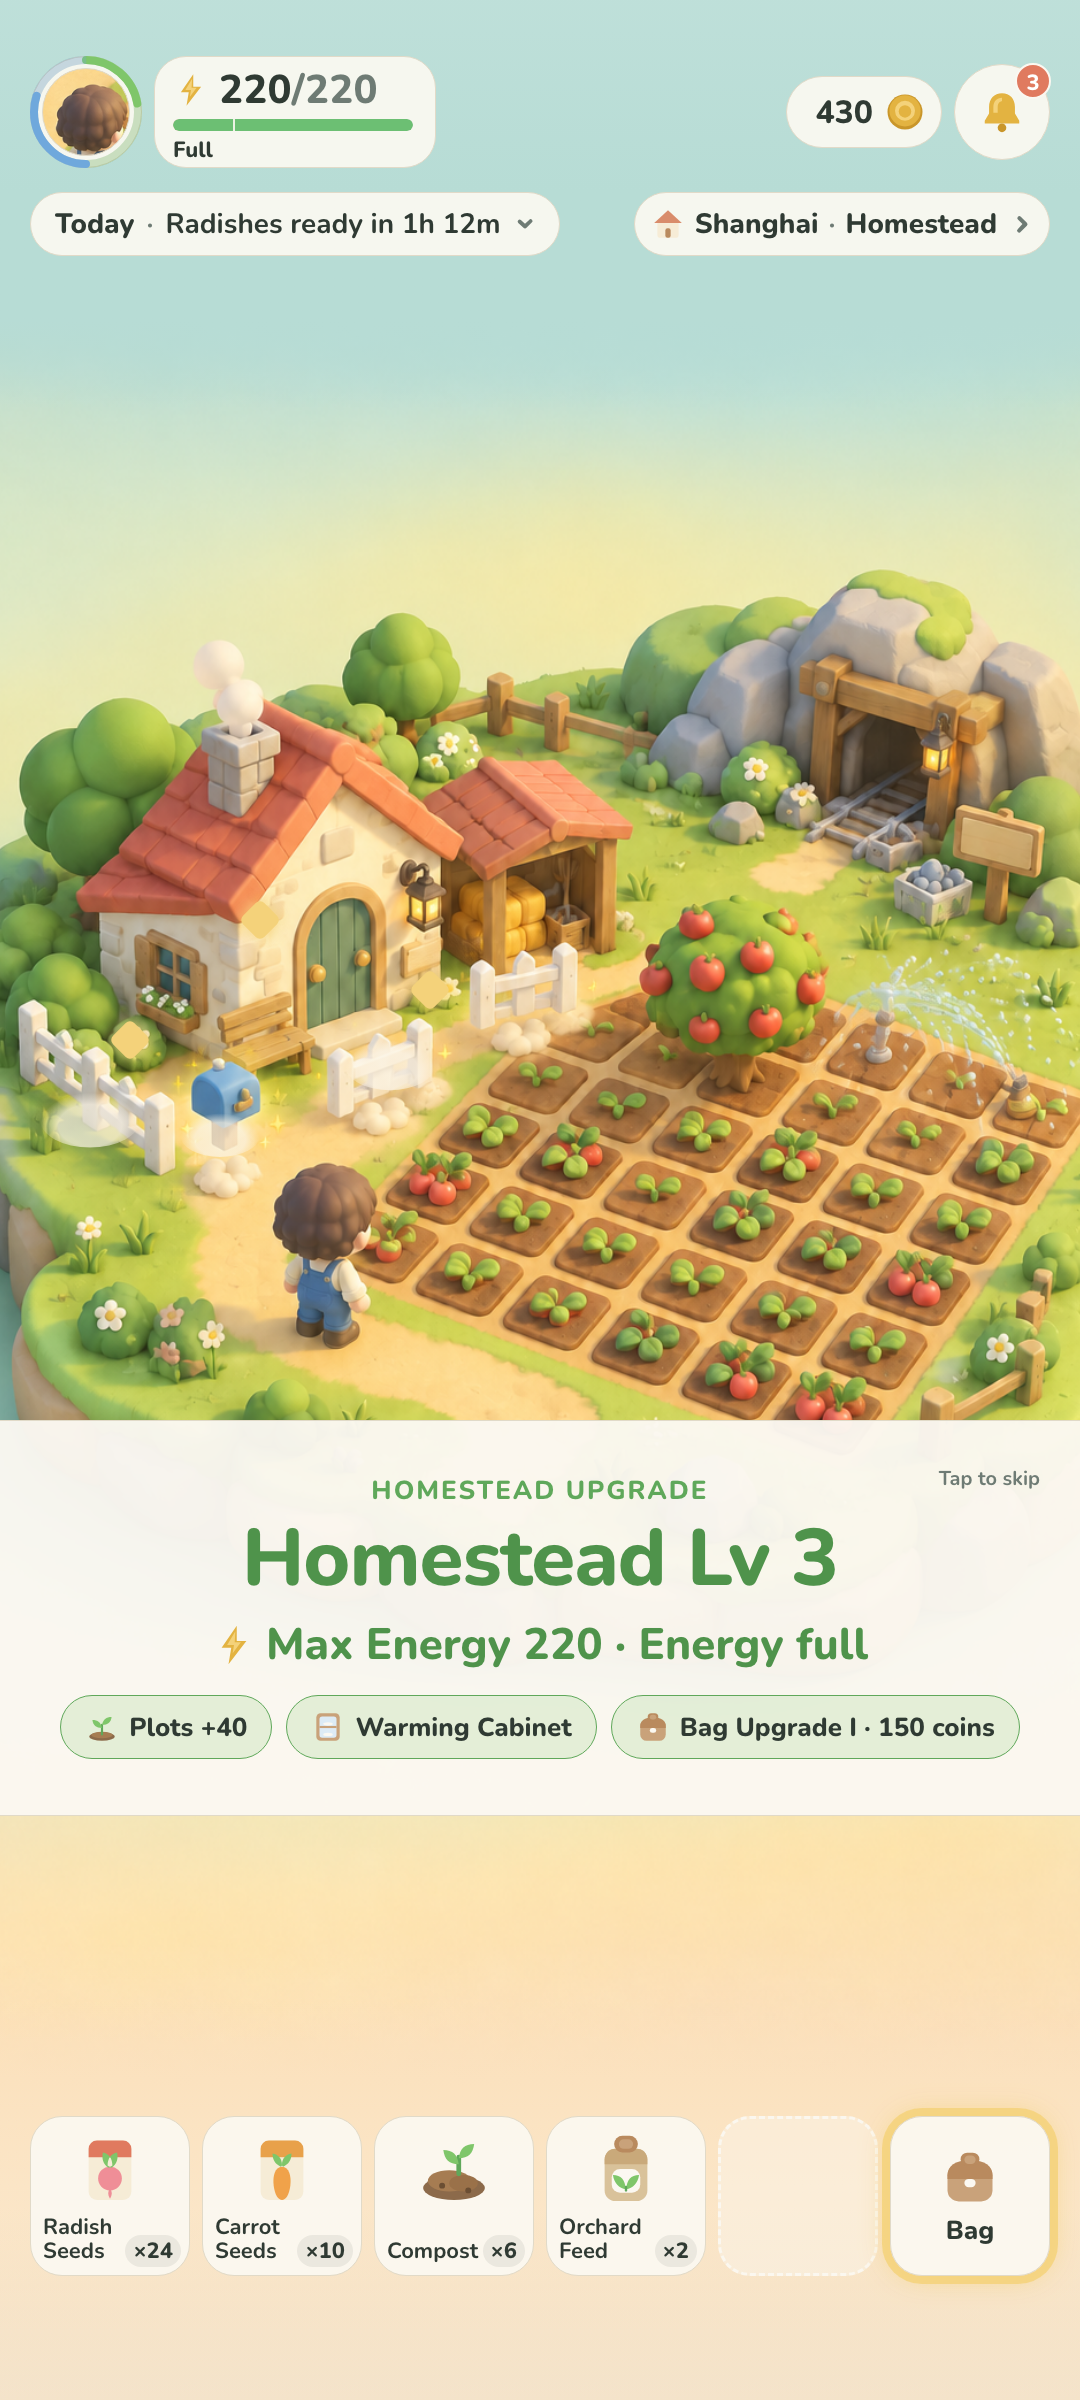 220/220
Full
430
3
Today · Radishes ready in 1h 12m
Shanghai · Homestead
Tap to skip
HOMESTEAD UPGRADE
Homestead Lv 3
Max Energy 220 · Energy full
Plots +40
Warming Cabinet
Bag Upgrade I · 150 coins
Radish
Seeds ×24
Carrot
Seeds ×10
Compost ×6
Orchard
Feed ×2
Bag